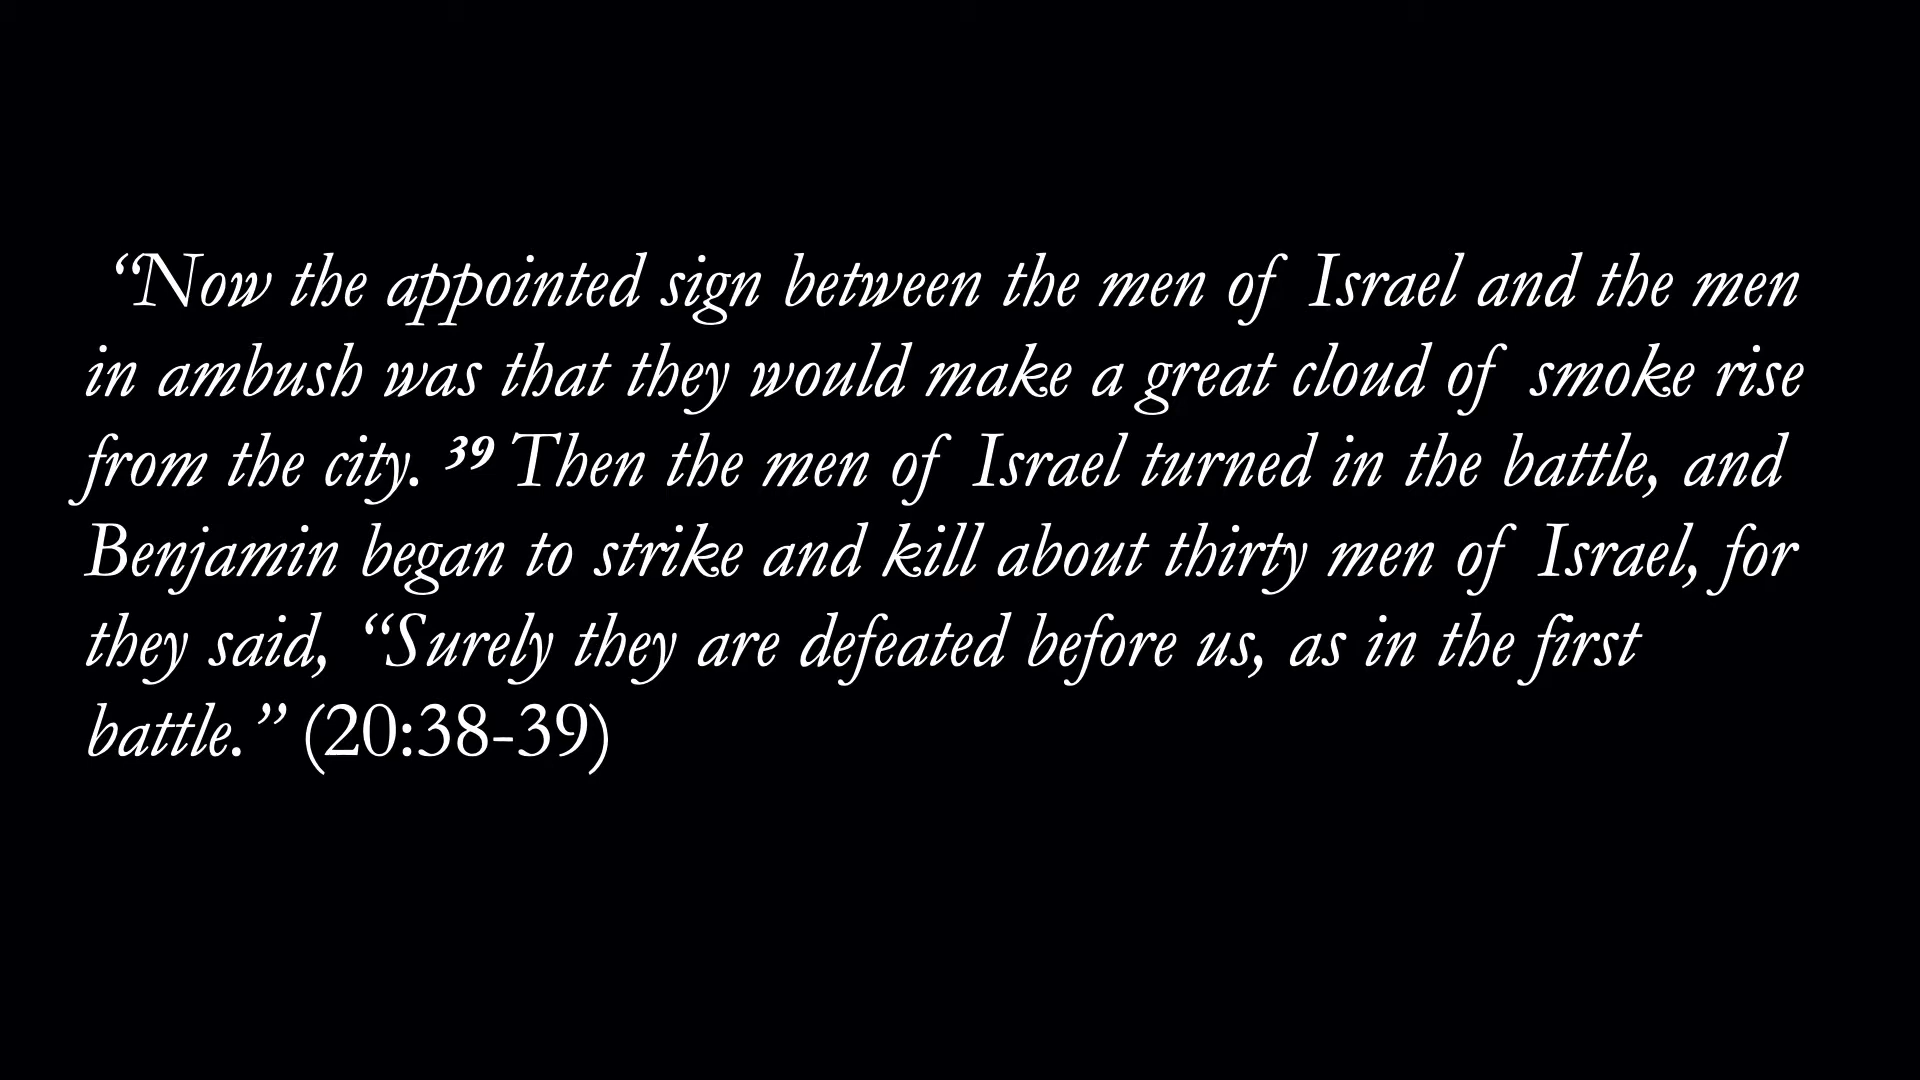 “Now the appointed sign between the men of Israel and the men
in ambush was that they would make a great cloud of smoke rise
from the city. ³⁹ Then the men of Israel turned in the battle, and
Benjamin began to strike and kill about thirty men of Israel, for
they said, “Surely they are defeated before us, as in the first
battle.” (20:38-39)